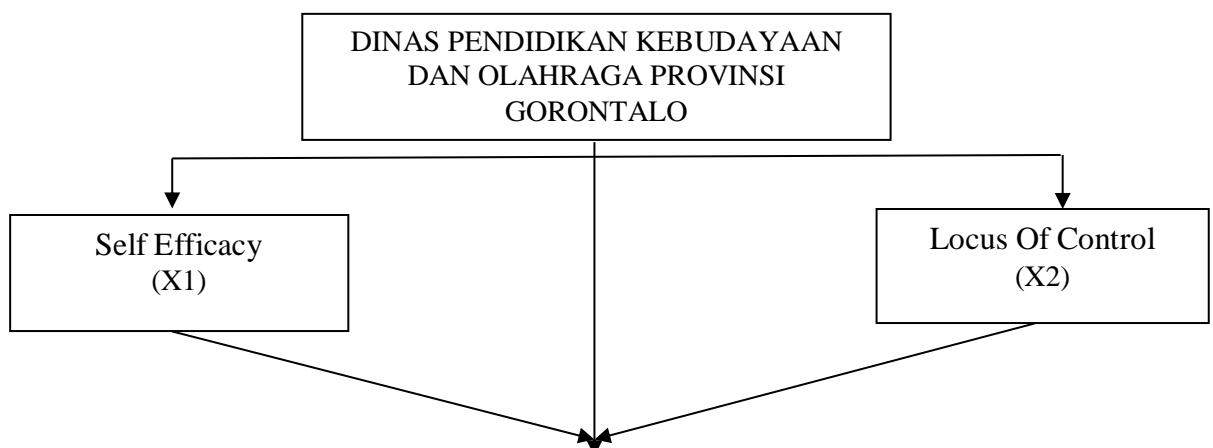 DINAS PENDIDIKAN KEBUDAYAAN
DAN OLAHRAGA PROVINSI
GORONTALO
Self Efficacy
(X1)
Locus Of Control
(X2)